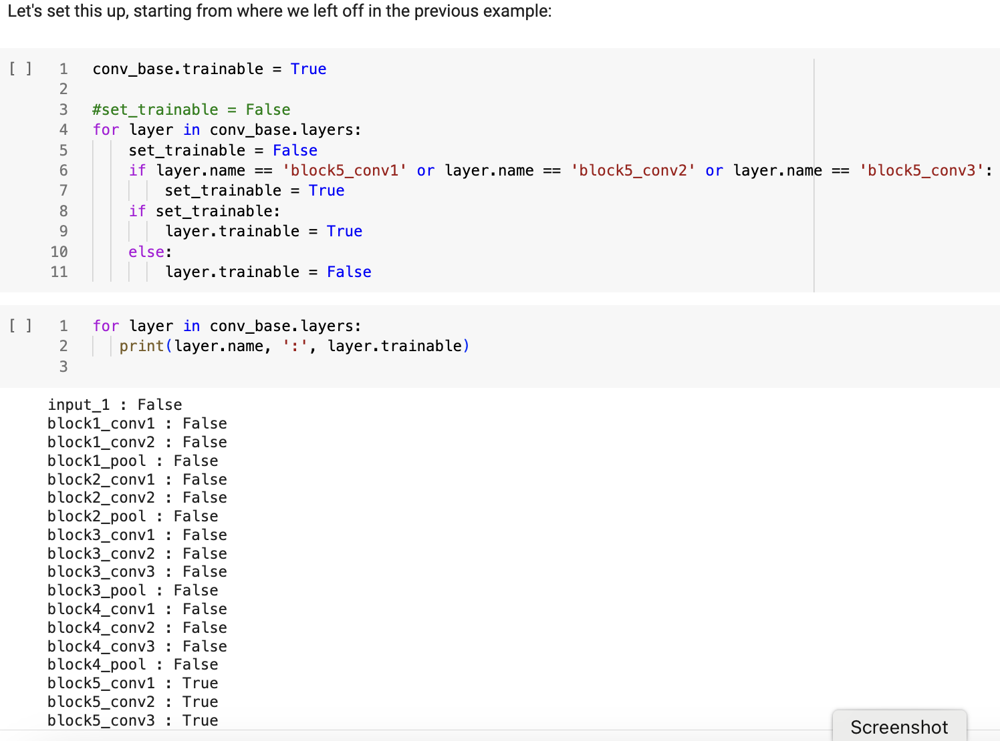 Let's set this up, starting from where we left off in the previous example:
[ ] 1 conv_base.trainable = True
2
3 #set_trainable = False
4 for layer in conv_base.layers:
5     set_trainable = False
6     if layer.name == 'block5_conv1' or layer.name == 'block5_conv2' or layer.name == 'block5_conv3':
7         set_trainable = True
8     if set_trainable:
9         layer.trainable = True
10     else:
11         layer.trainable = False
[ ] 1 for layer in conv_base.layers:
2    print(layer.name, ':', layer.trainable)
3
input_1 : False
block1_conv1 : False
block1_conv2 : False
block1_pool : False
block2_conv1 : False
block2_conv2 : False
block2_pool : False
block3_conv1 : False
block3_conv2 : False
block3_conv3 : False
block3_pool : False
block4_conv1 : False
block4_conv2 : False
block4_conv3 : False
block4_pool : False
block5_conv1 : True
block5_conv2 : True
block5_conv3 : True
Screenshot